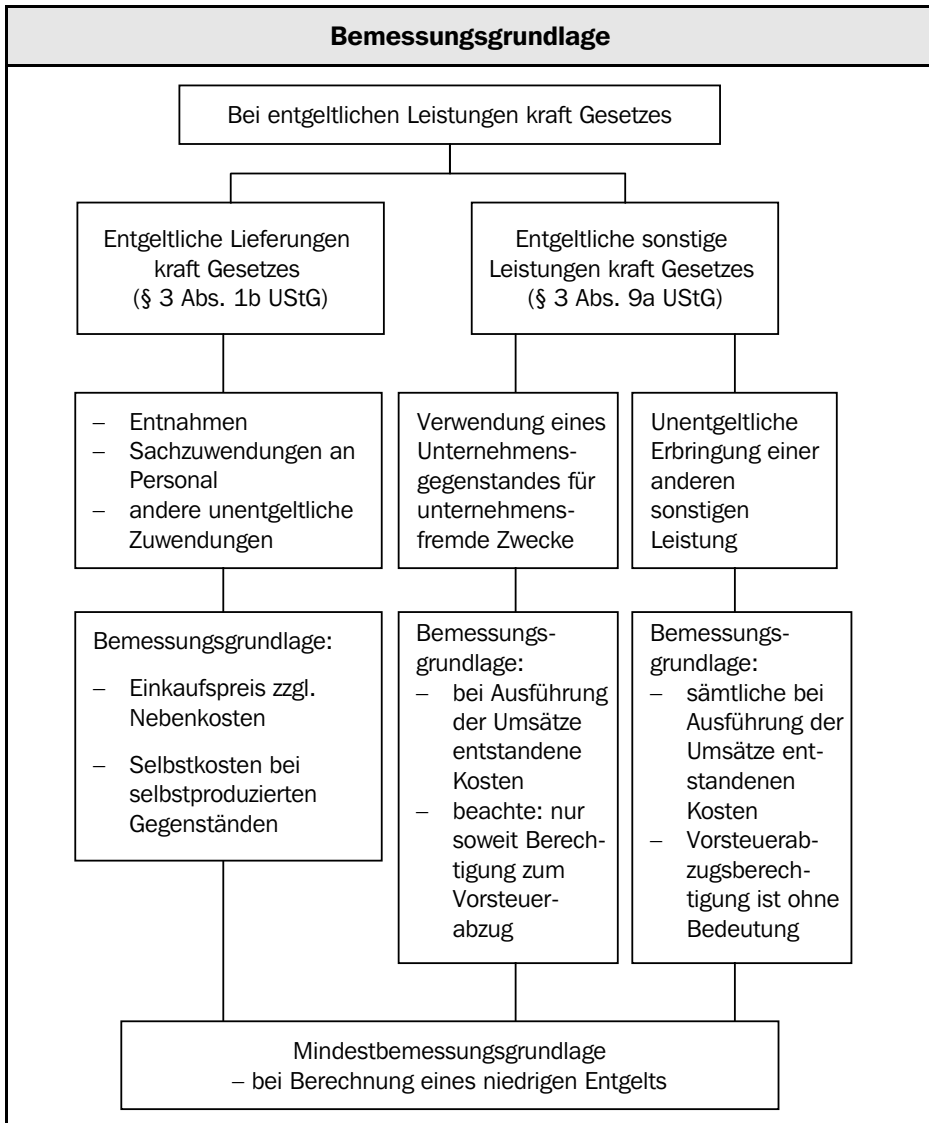 Bemessungsgrundlage
Bei entgeltlichen Leistungen kraft Gesetzes
Entgeltliche Lieferungen
kraft Gesetzes
(§ 3 Abs. 1b UStG)
Entgeltliche sonstige
Leistungen kraft Gesetzes
(§ 3 Abs. 9a UStG)
– Entnahmen
– Sachzuwendungen an
Personal
– andere unentgeltliche
Zuwendungen
Verwendung eines
Unternehmens-
gegenstandes für
unternehmens-
fremde Zwecke
Unentgeltliche
Erbringung einer
anderen
sonstigen
Leistung
Bemessungsgrundlage:
– Einkaufspreis zzgl.
Nebenkosten
– Selbstkosten bei
selbstproduzierten
Gegenständen
Bemessungs-
grundlage:
– bei Ausführung
der Umsätze
entstandene
Kosten
– beachte: nur
soweit Berech-
tigung zum
Vorsteuer-
abzug
Bemessungs-
grundlage:
– sämtliche bei
Ausführung der
Umsätze ent-
standenen
Kosten
– Vorsteuerab-
zugsberech-
tigung ist ohne
Bedeutung
Mindestbemessungsgrundlage
– bei Berechnung eines niedrigen Entgelts